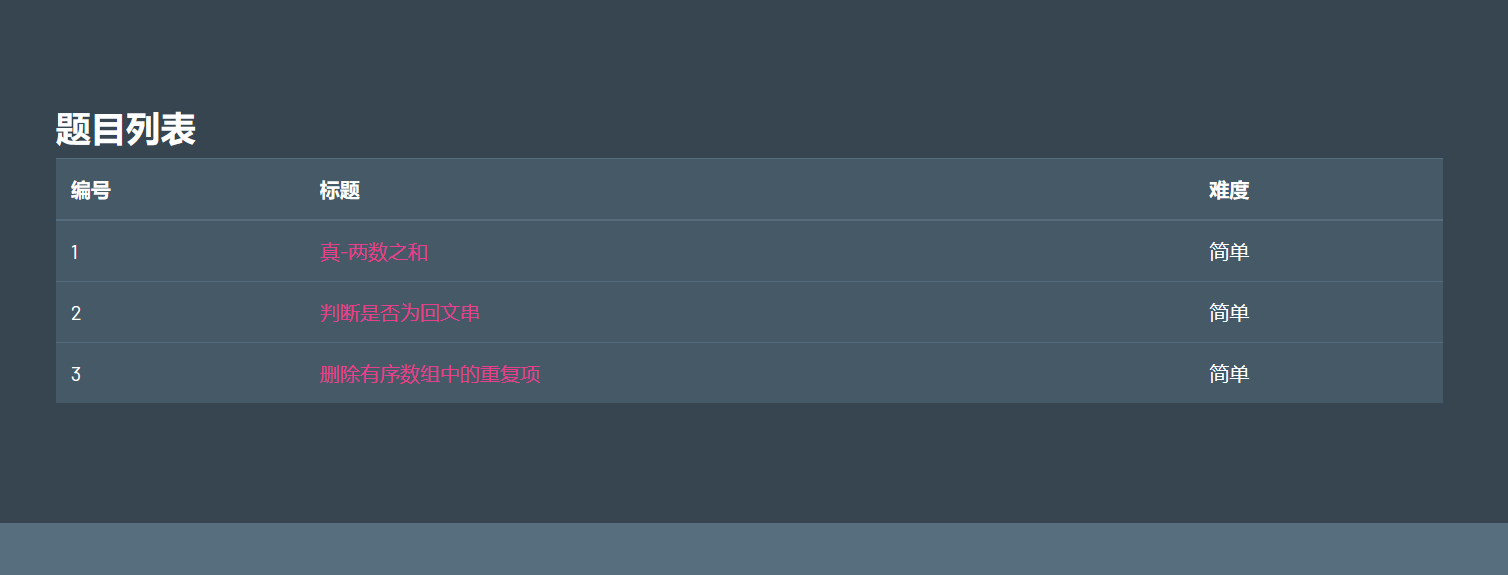 题目列表
编号 标题 难度
1 真-两数之和 简单
2 判断是否为回文串 简单
3 删除有序数组中的重复项 简单